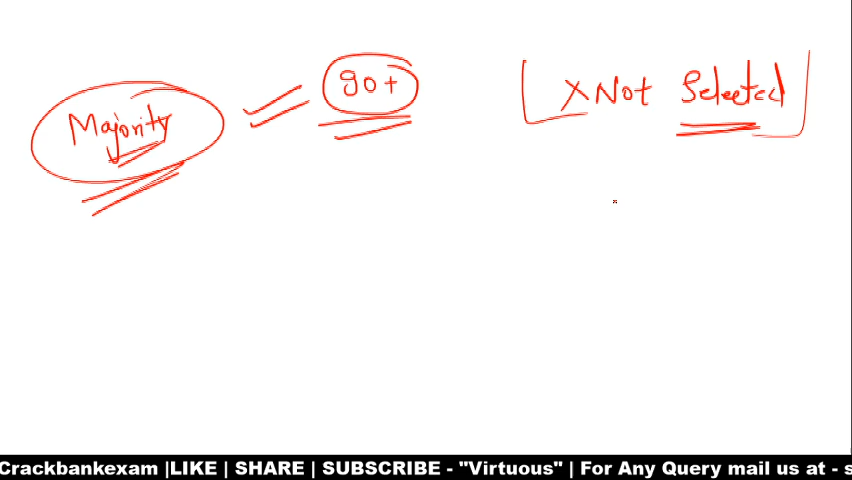 Majority = 90+ X Not Selected
Crackbankexam |LIKE | SHARE | SUBSCRIBE - "Virtuous" | For Any Query mail us at - s